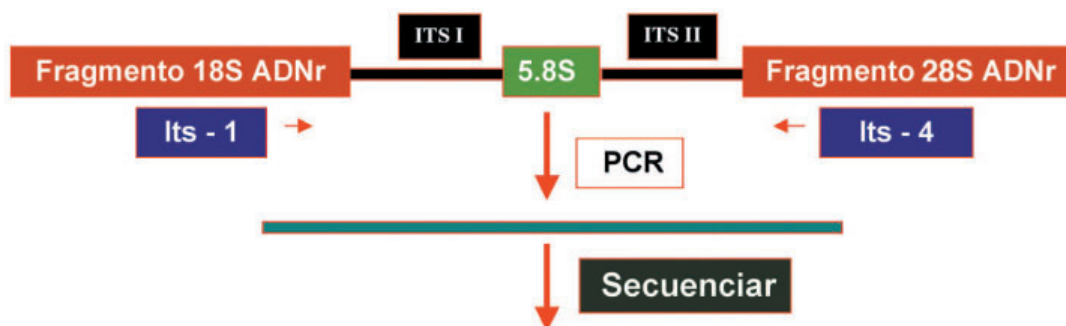 ITS I
ITS II
Fragmento 18S ADNr
5.8S
Fragmento 28S ADNr
Its - 1
Its - 4
PCR
Secuenciar